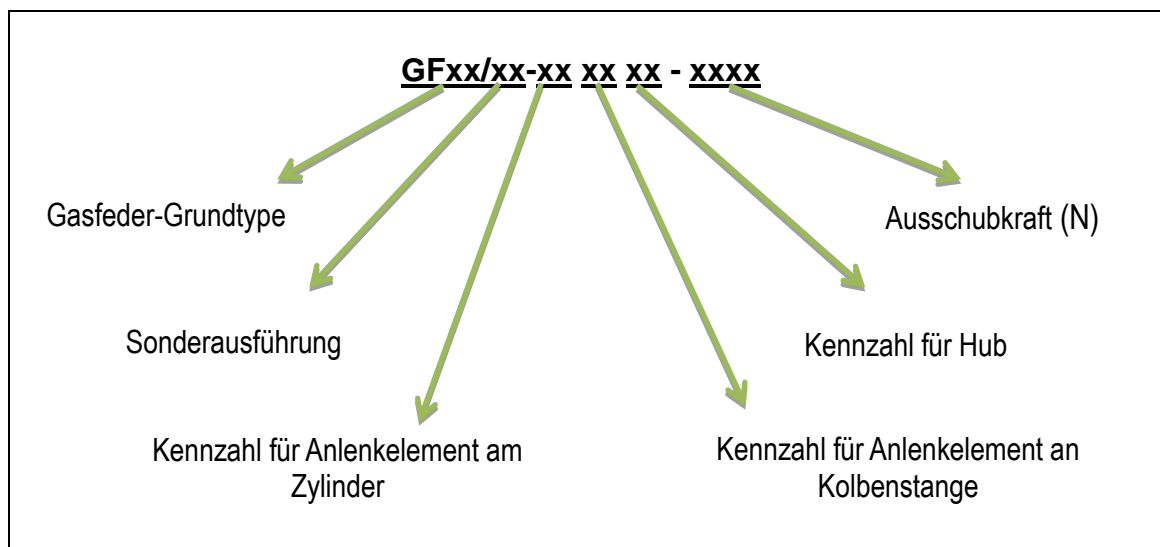 GFxx/xx-xx xx xx - xxxx
Gasfeder-Grundtype
Ausschubkraft (N)
Sonderausführung
Kennzahl für Hub
Kennzahl für Anlenkelement am
Zylinder
Kennzahl für Anlenkelement an
Kolbenstange